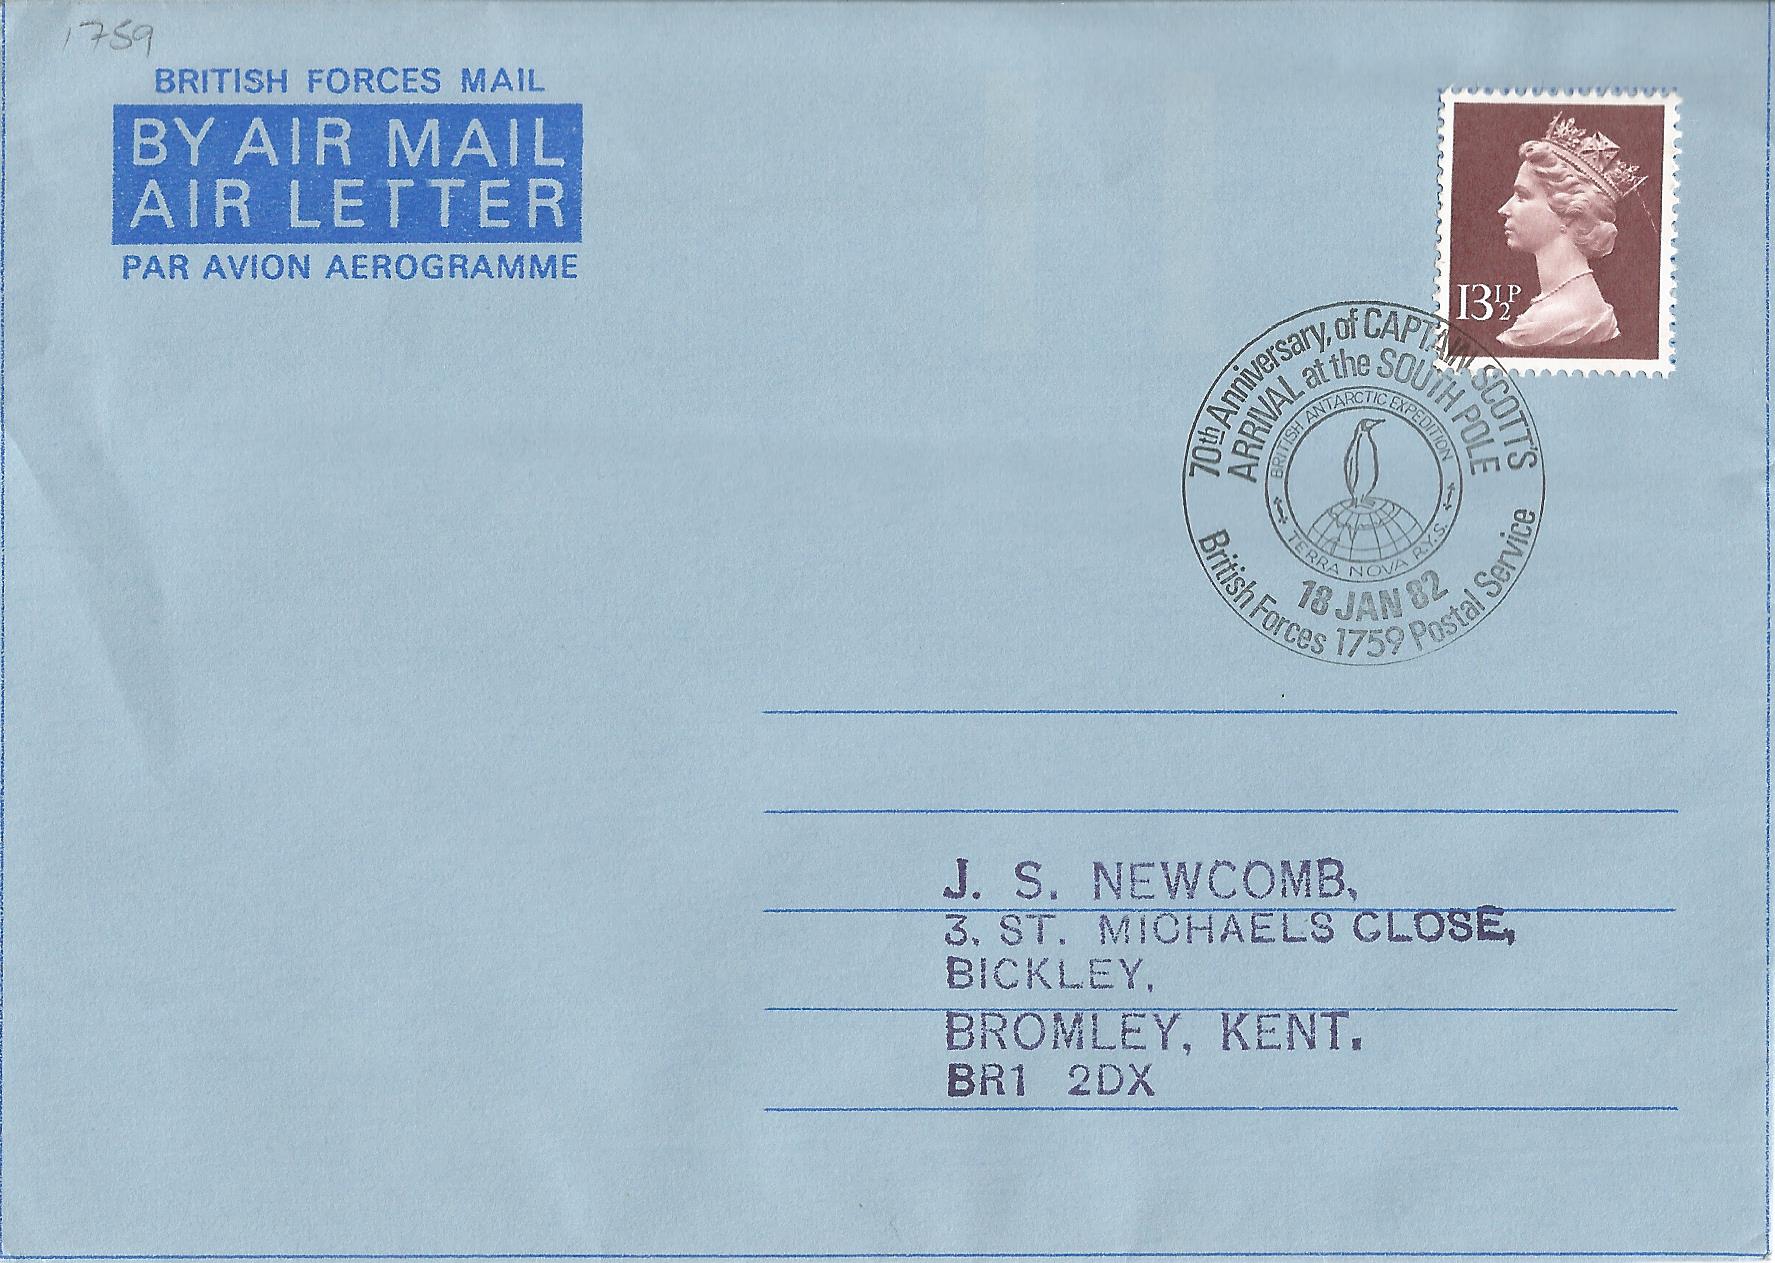 1759
BRITISH FORCES MAIL
BY AIR MAIL
AIR LETTER
PAR AVION AEROGRAMME
13½P
70th Anniversary, of CAPTAIN SCOTT'S
ARRIVAL at the SOUTH POLE
BRITISH ANTARCTIC EXPEDITION
TERRA NOVA R.Y.S.
18 JAN 82
British Forces 1759 Postal Service
J. S. NEWCOMB,
3, ST. MICHAELS CLOSE,
BICKLEY,
BROMLEY, KENT.
BR1 2DX